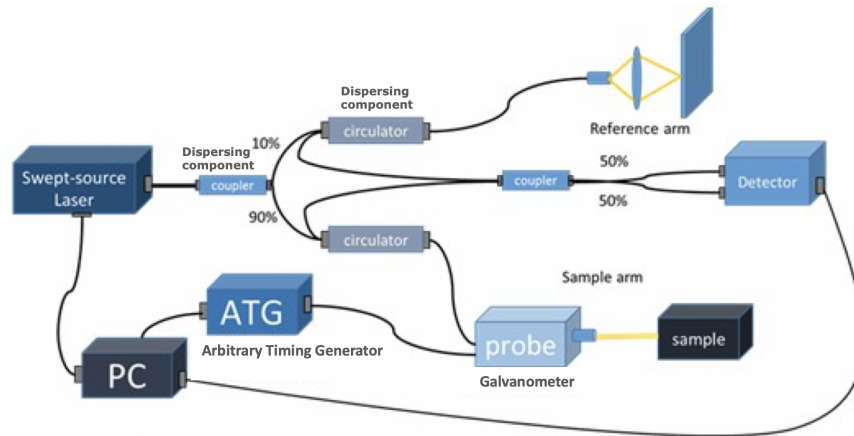 Dispersing
component
circulator
Reference arm
10%
Dispersing
component
Swept-source
Laser
coupler
coupler
50%
50%
Detector
90%
circulator
Sample arm
ATG
Arbitrary Timing Generator
probe
Galvanometer
sample
PC